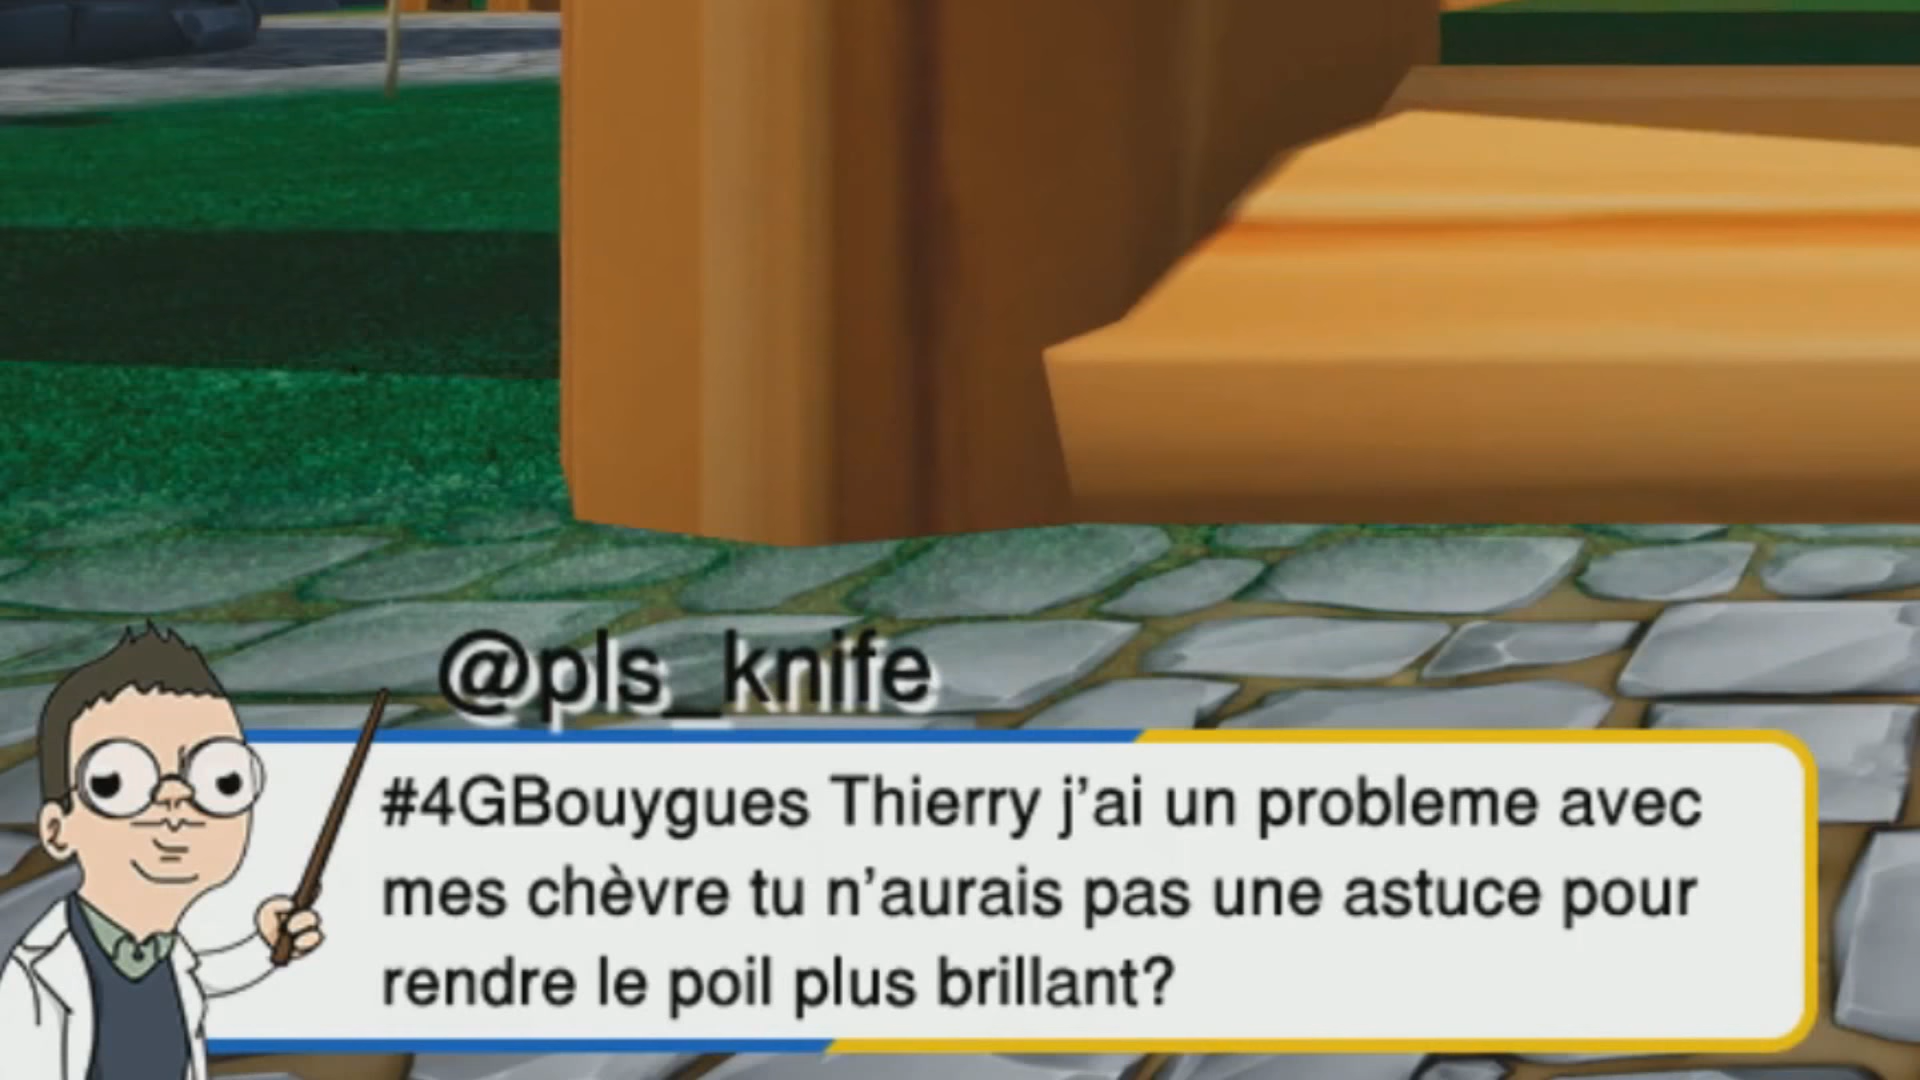 @pls_knife
#4GBouygues Thierry j'ai un probleme avec
mes chèvre tu n'aurais pas une astuce pour
rendre le poil plus brillant?